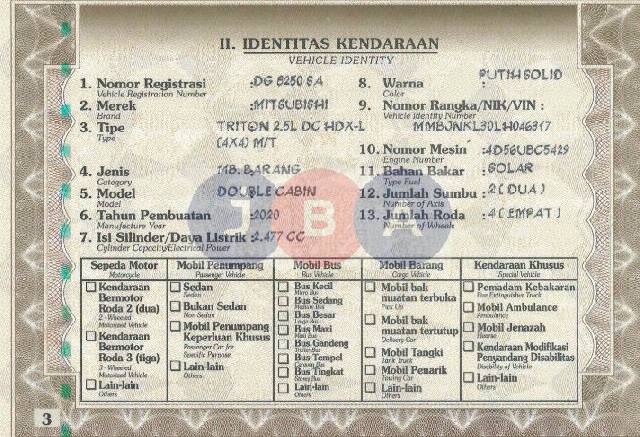 II. IDENTITAS KENDARAAN
VEHICLE IDENTITY
1. Nomor Registrasi :DG 8250 SA
Vehicle Registration Number
2. Merek :MITSUBISHI
Brand
3. Tipe TRITON 2.5L DC HDX-L
Type (4X4) M/T
4. Jenis :MB. BARANG
Category
5. Model DOUBLE CABIN
Model
6. Tahun Pembuatan :2020
Manufacture Year
7. Isi Silinder/Daya Listrik :2.477 CC
Cylinder Capacity/Electrical Power
8. Warna PUTIH SOLID
Color
9. Nomor Rangka/NIK/VIN :
Vehicle Identity Number
MMBJNKL30LH046317
10. Nomor Mesin :4D56UBC5429
Engine Number
11. Bahan Bakar :SOLAR
Type Fuel
12. Jumlah Sumbu :2 ( DUA )
Number of Axis
13. Jumlah Roda :4 ( EMPAT )
Number of Wheels
JBA
Sepeda Motor
Motorcycle
Kendaraan
Bermotor
Roda 2 (dua)
2 - Wheeled
Motorized Vehicle
Kendaraan
Bermotor
Roda 3 (tiga)
3 - Wheeled
Motorized Vehicle
Lain-lain
Others
Mobil Penumpang
Passenger Vehicle
Sedan
Sedan
Bukan Sedan
Non Sedan
Mobil Penumpang
Keperluan Khusus
Passenger Car for
Specific Purpose
Lain-lain
Others
Mobil Bus
Bus Vehicle
Bus Kecil
Micro Bus
Bus Sedang
Medium Bus
Bus Besar
Large Bus
Bus Maxi
Maxi Bus
Bus Gandeng
Bus Tempel
Bus Tingkat
Lain-lain
Others
Mobil Barang
Cargo Vehicle
Mobil bak
muatan terbuka
Pick Up
Mobil bak
muatan tertutup
Delivery Car
Mobil Tangki
Tank Truck
Mobil Penarik
Towing Car
Lain-lain
Others
Kendaraan Khusus
Special Vehicle
Pemadam Kebakaran
Fire Extinguisher Truck
Mobil Ambulance
Ambulance
Mobil Jenazah
Hearse
Kendaraan Modifikasi
Penyandang Disabilitas
Disability of Vehicle
Lain-lain
Others
3